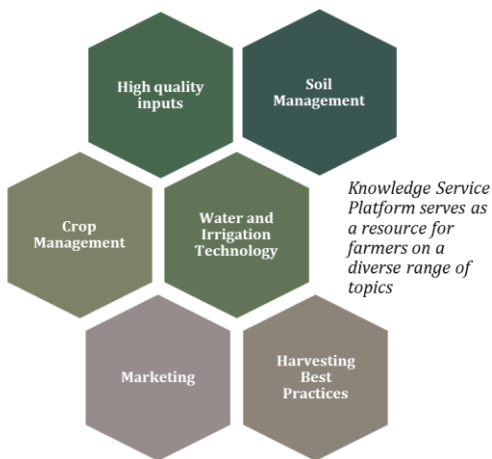 High quality
inputs
Soil
Management
Crop
Management
Water and
Irrigation
Technology
Knowledge Service
Platform serves as
a resource for
farmers on a
diverse range of
topics
Marketing
Harvesting
Best
Practices